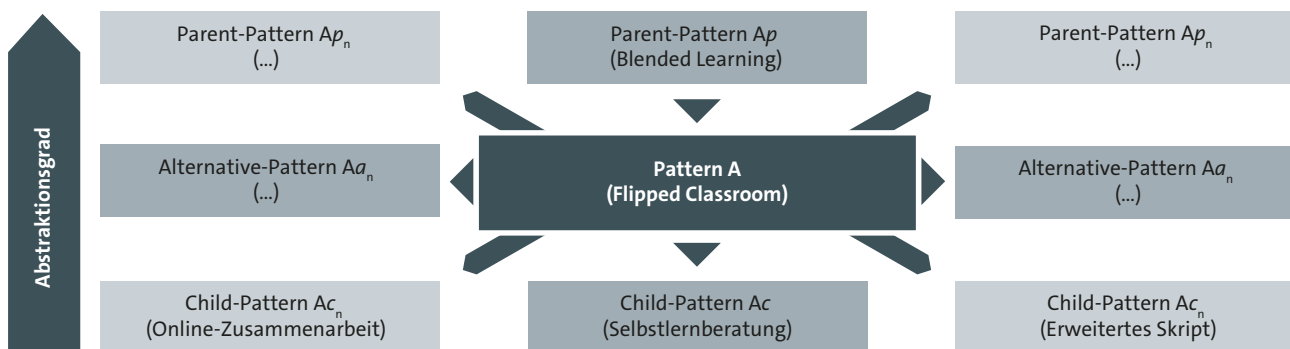 Abstraktionsgrad
Parent-Pattern Apn
(...)
Parent-Pattern Ap
(Blended Learning)
Parent-Pattern Apn
(...)
Alternative-Pattern Aan
(...)
Pattern A
(Flipped Classroom)
Alternative-Pattern Aan
(...)
Child-Pattern Acn
(Online-Zusammenarbeit)
Child-Pattern Ac
(Selbstlernberatung)
Child-Pattern Acn
(Erweitertes Skript)